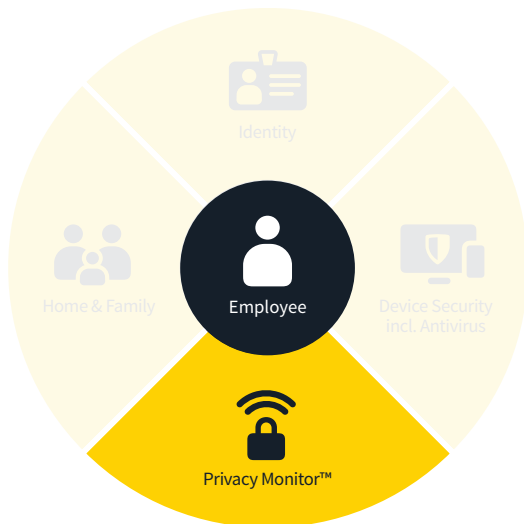 Identity
Home & Family
Employee
Device Security
incl. Antivirus
Privacy Monitor™